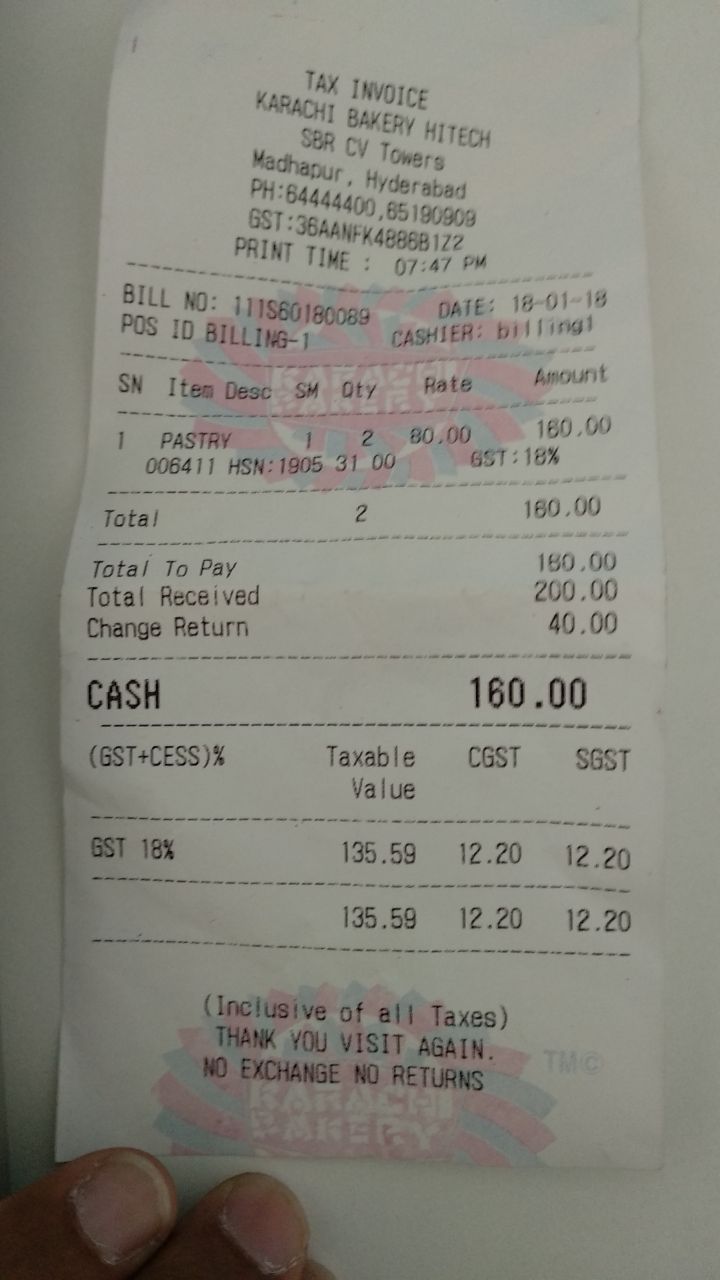 TAX INVOICE
KARACHI BAKERY HITECH
SBR CV Towers
Madhapur, Hyderabad
PH:64444400,65190909
GST:36AANFK4886B1Z2
PRINT TIME : 07:47 PM
BILL NO: 111S60180089 DATE: 18-01-18
POS ID BILLING-1 CASHIER: billing1
SN Item Desc SM Qty Rate Amount
1 PASTRY 1 2 80.00 160.00
006411 HSN:1905 31 00 GST:18%
Total 2 160.00
Total To Pay 160.00
Total Received 200.00
Change Return 40.00
CASH 160.00
(GST+CESS)% Taxable CGST SGST
Value
GST 18% 135.59 12.20 12.20
135.59 12.20 12.20
(Inclusive of all Taxes)
THANK YOU VISIT AGAIN.
NO EXCHANGE NO RETURNS
TM©
KARACHI
BAKERY